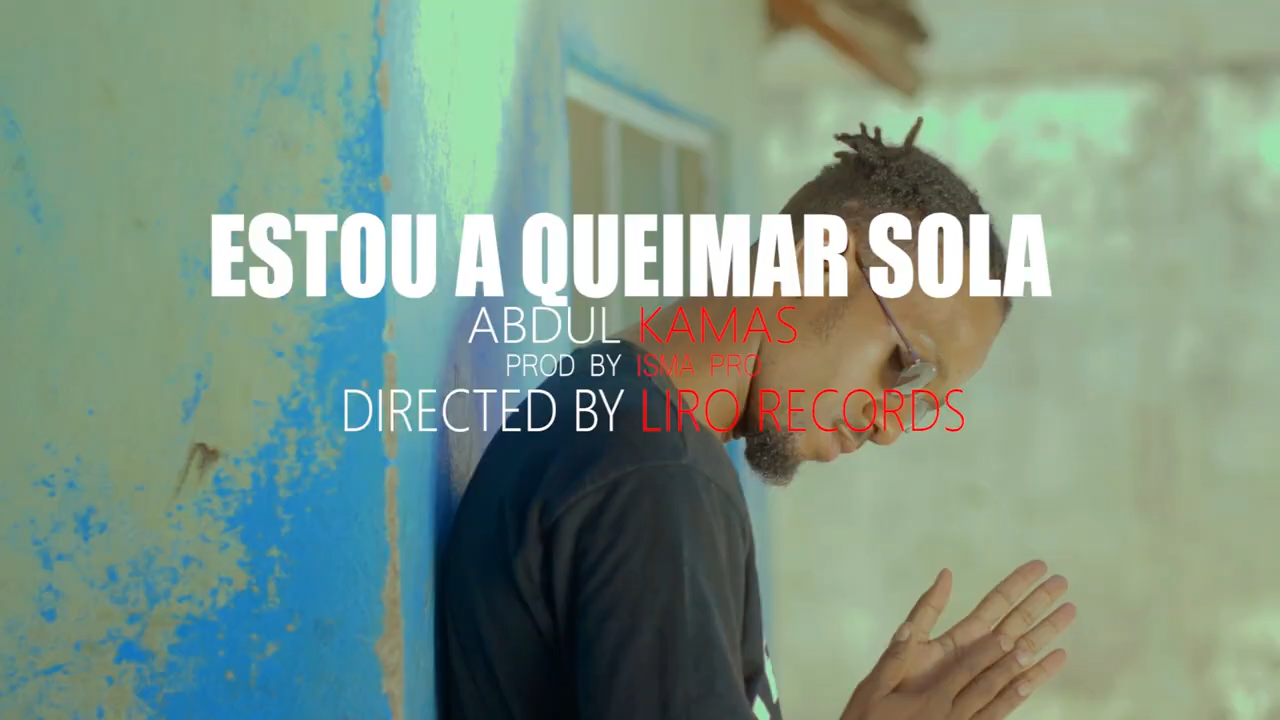 ESTOU A QUEIMAR SOLA
ABDUL KAMAS
PROD BY ISMA PRO
DIRECTED BY LIRO RECORDS